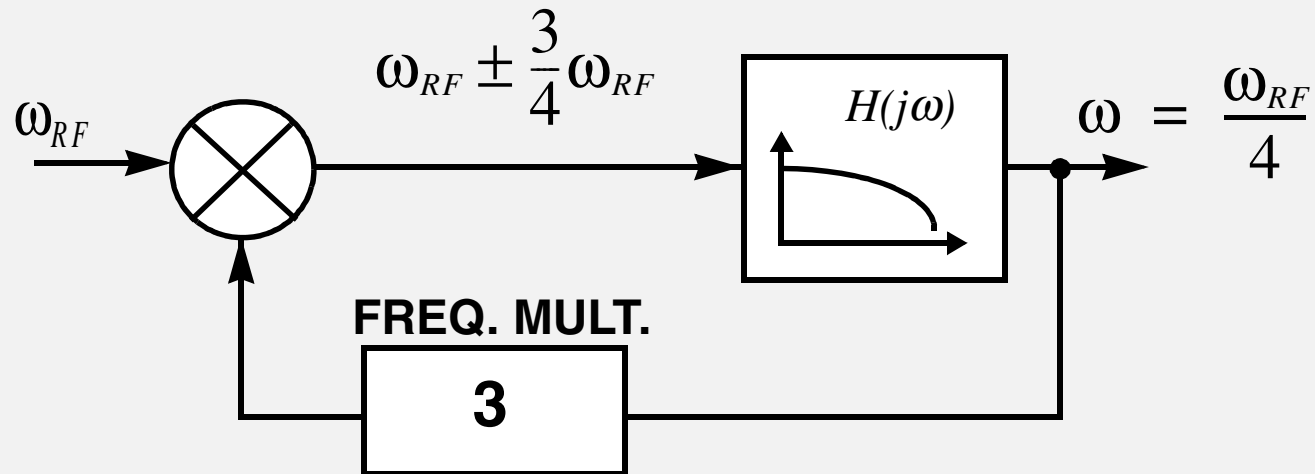 ω_RF
ω_RF ± 3/4 ω_RF
H(jω)
ω = ω_RF/4
FREQ. MULT.
3